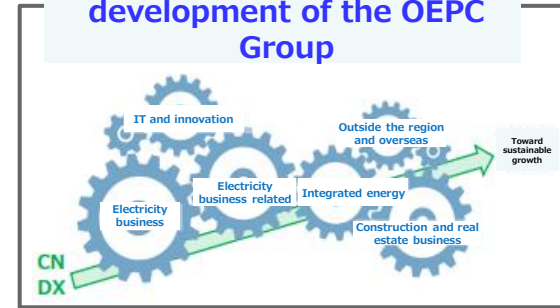 development of the OEPC
Group
IT and innovation
Outside the region
and overseas
Toward
sustainable
growth
Electricity
business related
Integrated energy
Electricity
business
Construction and real
estate business
CN
DX